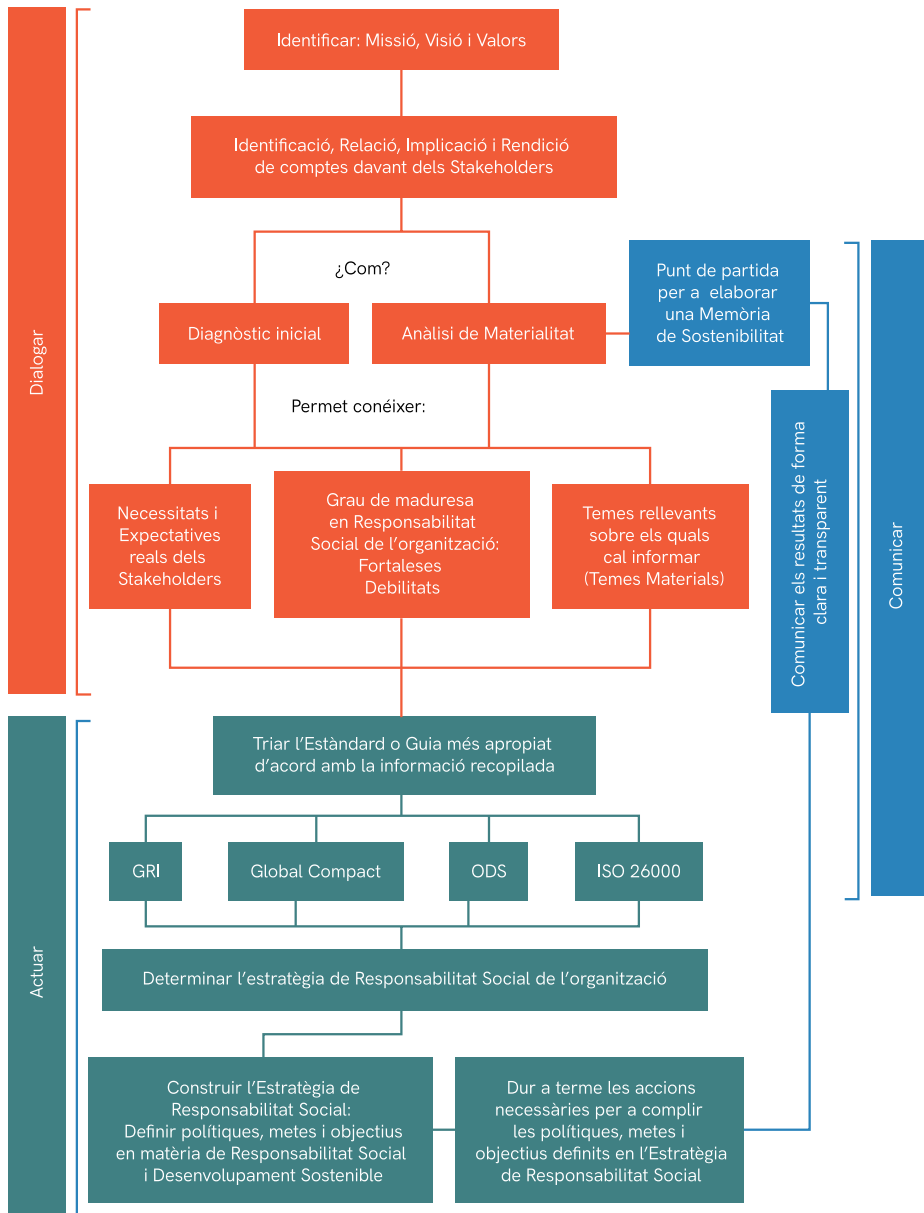 Dialogar
Identificar: Missió, Visió i Valors
Identificació, Relació, Implicació i Rendició
de comptes davant dels Stakeholders
¿Com?
Diagnòstic inicial
Anàlisi de Materialitat
Punt de partida
per a elaborar
una Memòria
de Sostenibilitat
Permet conéixer:
Necessitats i
Expectatives
reals dels
Stakeholders
Grau de maduresa
en Responsabilitat
Social de l’organització:
Fortaleses
Debilitats
Temes rellevants
sobre els quals
cal informar
(Temes Materials)
Comunicar els resultats de forma
clara i transparent
Comunicar
Actuar
Triar l’Estàndard o Guia més apropiat
d’acord amb la informació recopilada
GRI
Global Compact
ODS
ISO 26000
Determinar l’estratègia de Responsabilitat Social de l’organització
Construir l’Estratègia de
Responsabilitat Social:
Definir polítiques, metes i objectius
en matèria de Responsabilitat Social
i Desenvolupament Sostenible
Dur a terme les accions
necessàries per a complir
les polítiques, metes i
objectius definits en l’Estratègia
de Responsabilitat Social